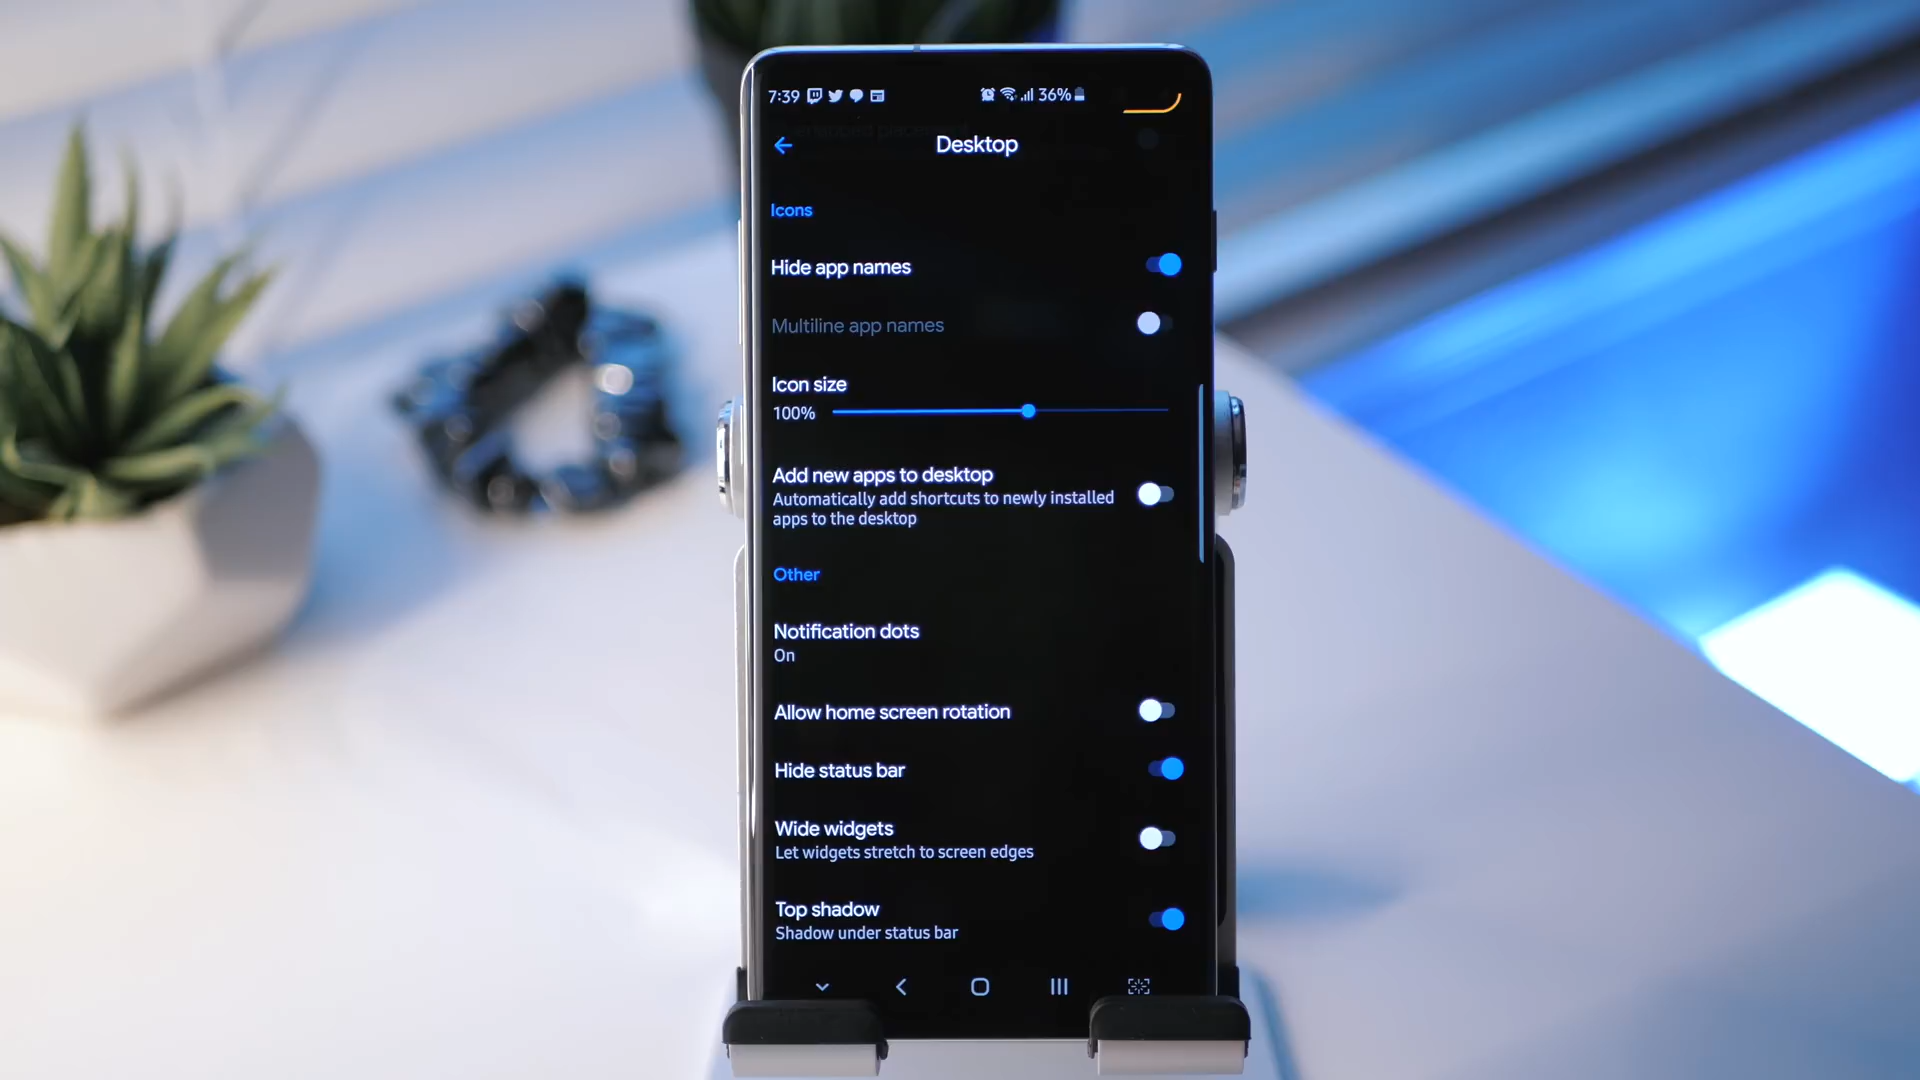 7:39 36%
Desktop
Icons
Hide app names
Multiline app names
Icon size
100%
Add new apps to desktop
Automatically add shortcuts to newly installed
apps to the desktop
Other
Notification dots
On
Allow home screen rotation
Hide status bar
Wide widgets
Let widgets stretch to screen edges
Top shadow
Shadow under status bar